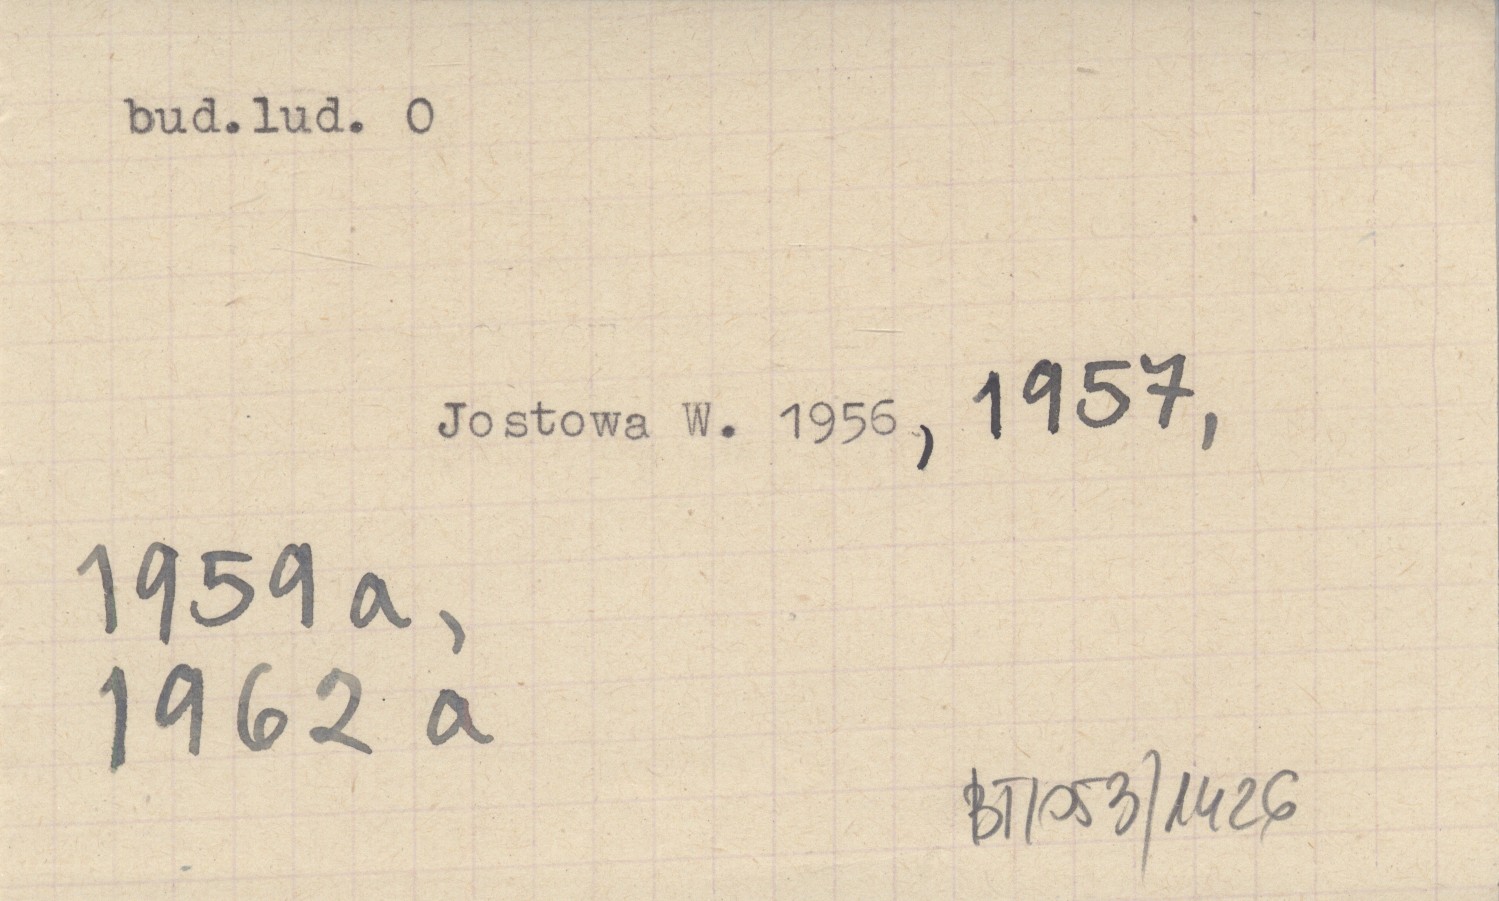 bud.lud. O
Jostowa W. 1956, 1957,
1959a,
1962a
BT/053/1426